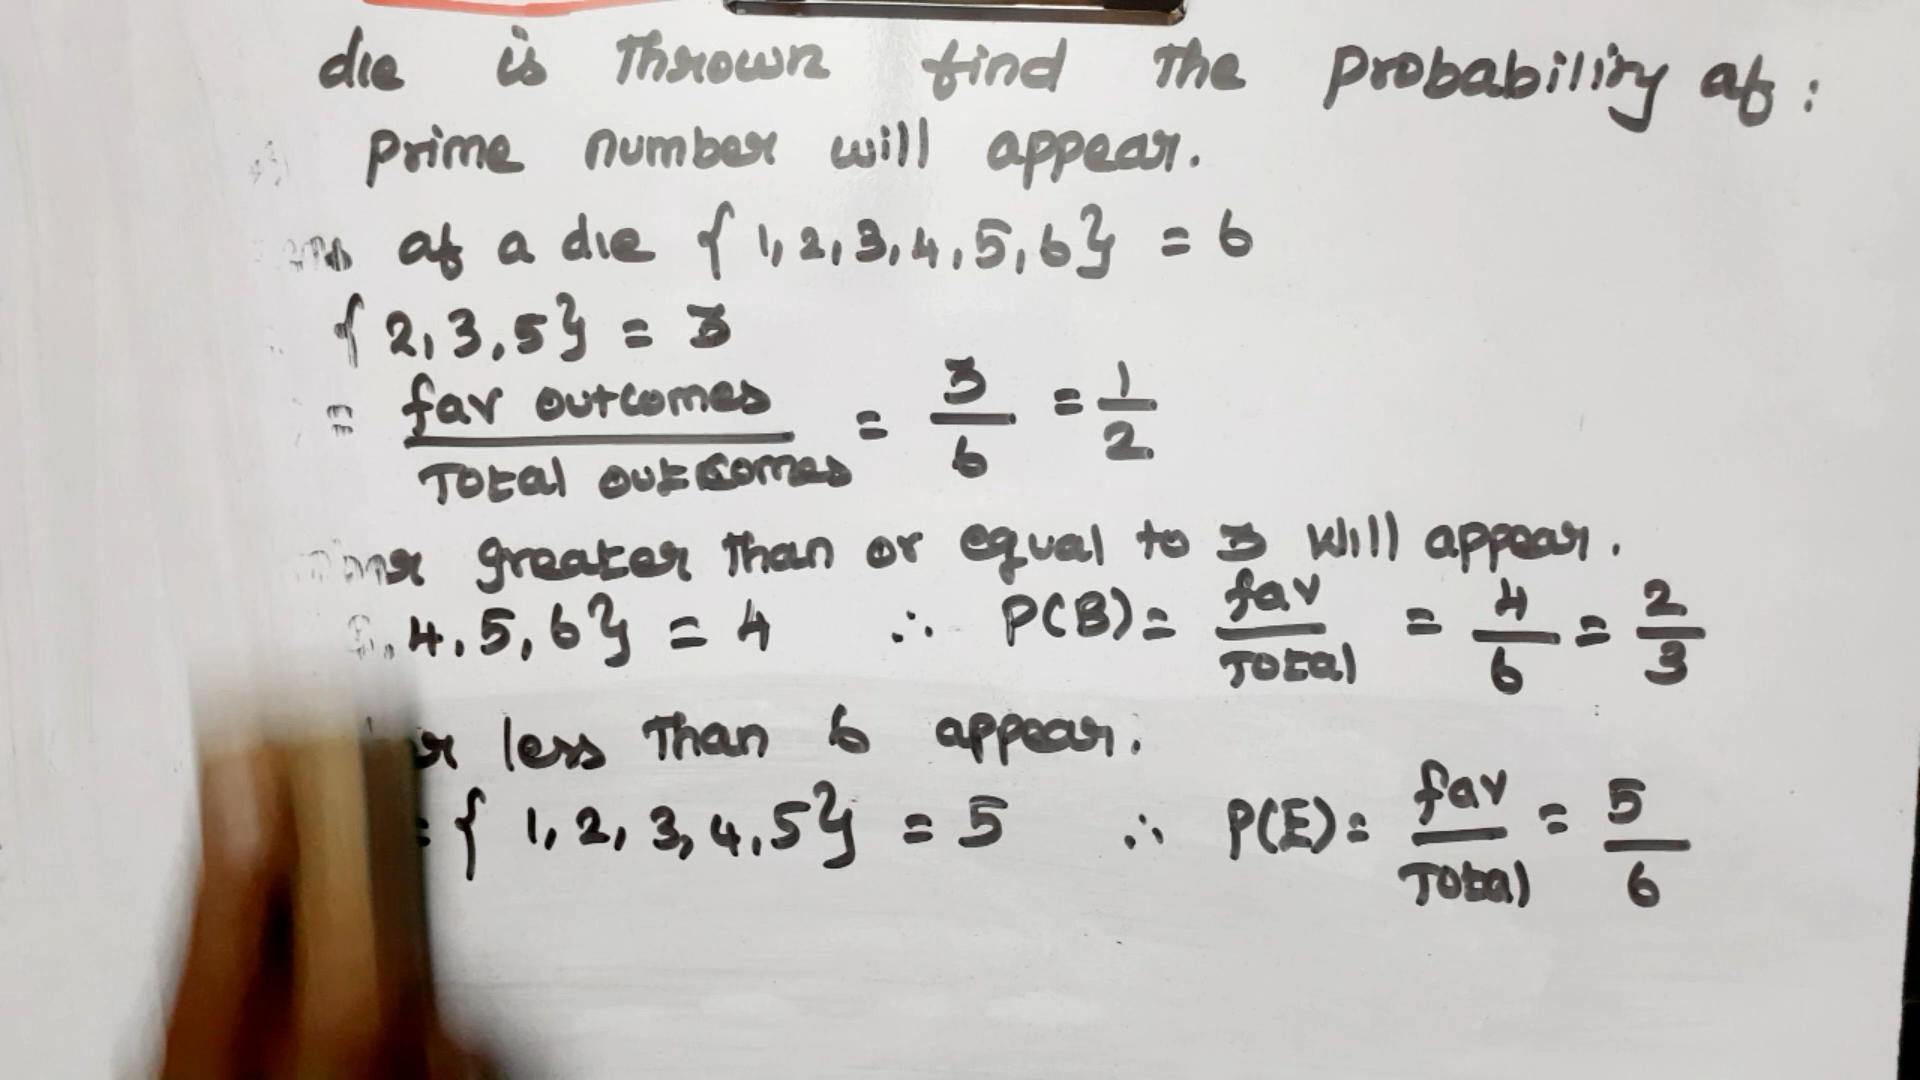 die is thrown find the probability of :
prime number will appear.
of a die { 1, 2, 3, 4, 5, 6} = 6
{ 2, 3, 5} = 3
= fav outcomes / Total outcomes = 3/6 = 1/2
greater than or equal to 3 will appear.
, 4, 5, 6} = 4 ∴ P(B) = fav/Total = 4/6 = 2/3
less than 6 appear.
= { 1, 2, 3, 4, 5} = 5 ∴ P(E) = fav/Total = 5/6